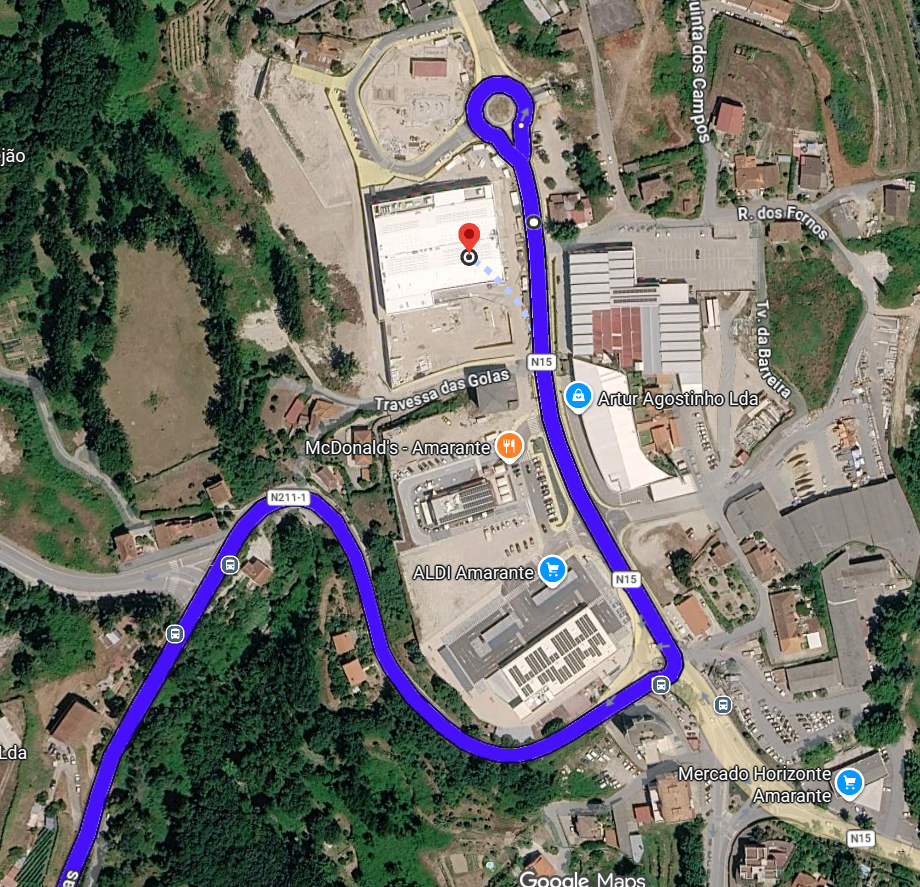 Quinta dos Campos
jão
R. dos Fornos
Tv. da Barreira
N15
Travessa das Golas
Artur Agostinho Lda
McDonald's - Amarante
N211-1
ALDI Amarante
N15
Lda
Mercado Horizonte
Amarante
N15
as
Google Maps